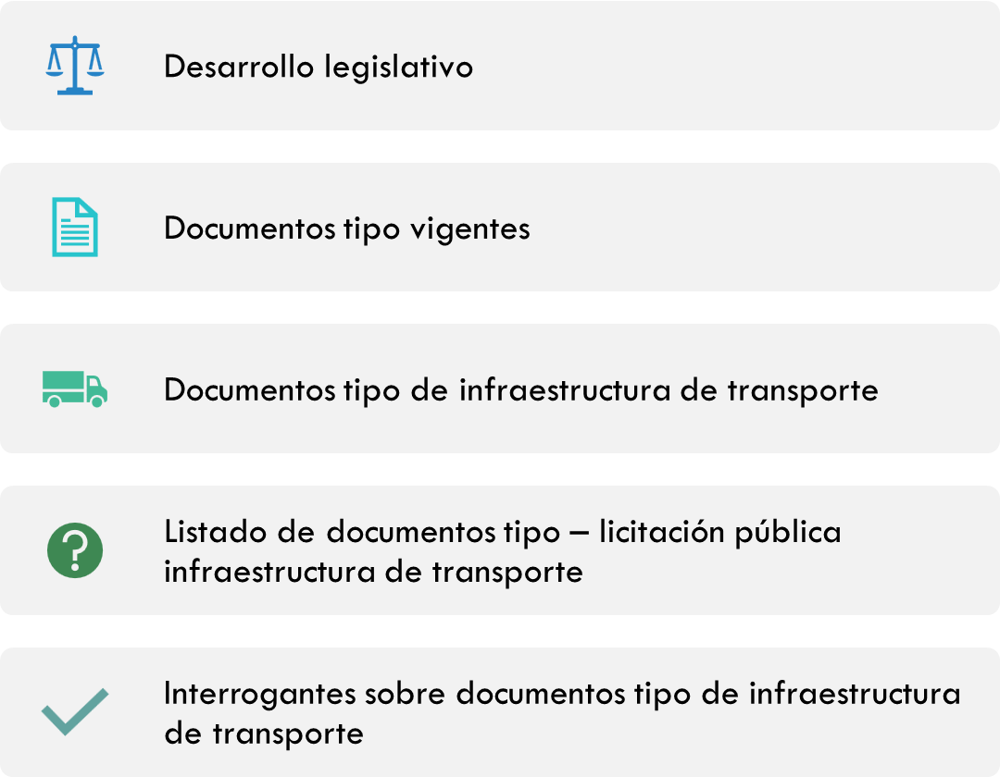 Desarrollo legislativo
Documentos tipo vigentes
Documentos tipo de infraestructura de transporte
Listado de documentos tipo – licitación pública
infraestructura de transporte
Interrogantes sobre documentos tipo de infraestructura
de transporte